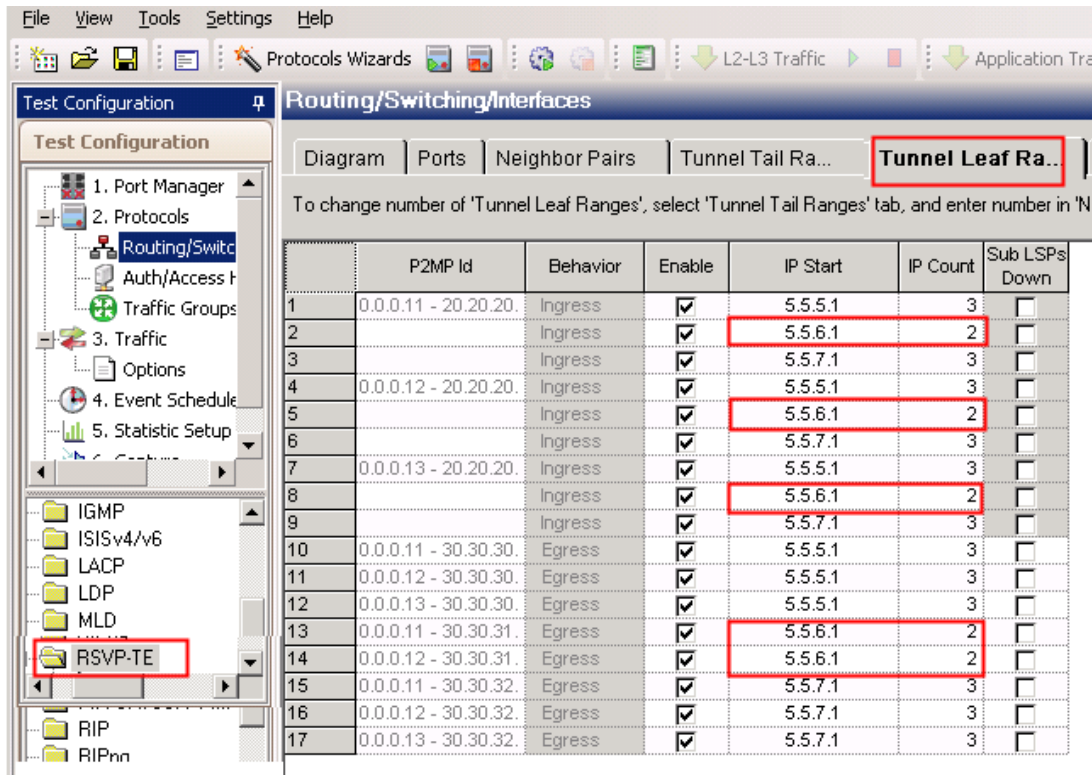 File View Tools Settings Help
Protocols Wizards L2-L3 Traffic Application Tra
Test Configuration
Routing/Switching/Interfaces
Test Configuration
Diagram Ports Neighbor Pairs Tunnel Tail Ra... Tunnel Leaf Ra...
To change number of 'Tunnel Leaf Ranges', select 'Tunnel Tail Ranges' tab, and enter number in 'N
1. Port Manager
2. Protocols
Routing/Switc
Auth/Access H
Traffic Groups
3. Traffic
Options
4. Event Schedule
5. Statistic Setup
IGMP
ISISv4/v6
LACP
LDP
MLD
RSVP-TE
RIP
RIPng
P2MP Id Behavior Enable IP Start IP Count Sub LSPs Down
1 0.0.0.11 - 20.20.20. Ingress 5.5.5.1 3
2 Ingress 5.5.6.1 2
3 Ingress 5.5.7.1 3
4 0.0.0.12 - 20.20.20. Ingress 5.5.5.1 3
5 Ingress 5.5.6.1 2
6 Ingress 5.5.7.1 3
7 0.0.0.13 - 20.20.20. Ingress 5.5.5.1 3
8 Ingress 5.5.6.1 2
9 Ingress 5.5.7.1 3
10 0.0.0.11 - 30.30.30. Egress 5.5.5.1 3
11 0.0.0.12 - 30.30.30. Egress 5.5.5.1 3
12 0.0.0.13 - 30.30.30. Egress 5.5.5.1 3
13 0.0.0.11 - 30.30.31. Egress 5.5.6.1 2
14 0.0.0.12 - 30.30.31. Egress 5.5.6.1 2
15 0.0.0.11 - 30.30.32. Egress 5.5.7.1 3
16 0.0.0.12 - 30.30.32. Egress 5.5.7.1 3
17 0.0.0.13 - 30.30.32. Egress 5.5.7.1 3